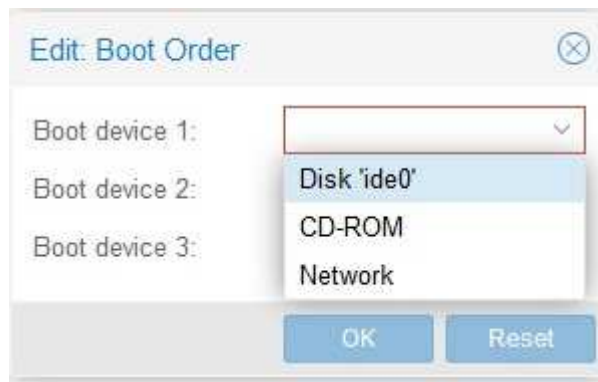 Edit: Boot Order
Boot device 1:
Disk 'ide0'
Boot device 2:
CD-ROM
Boot device 3:
Network
OK Reset